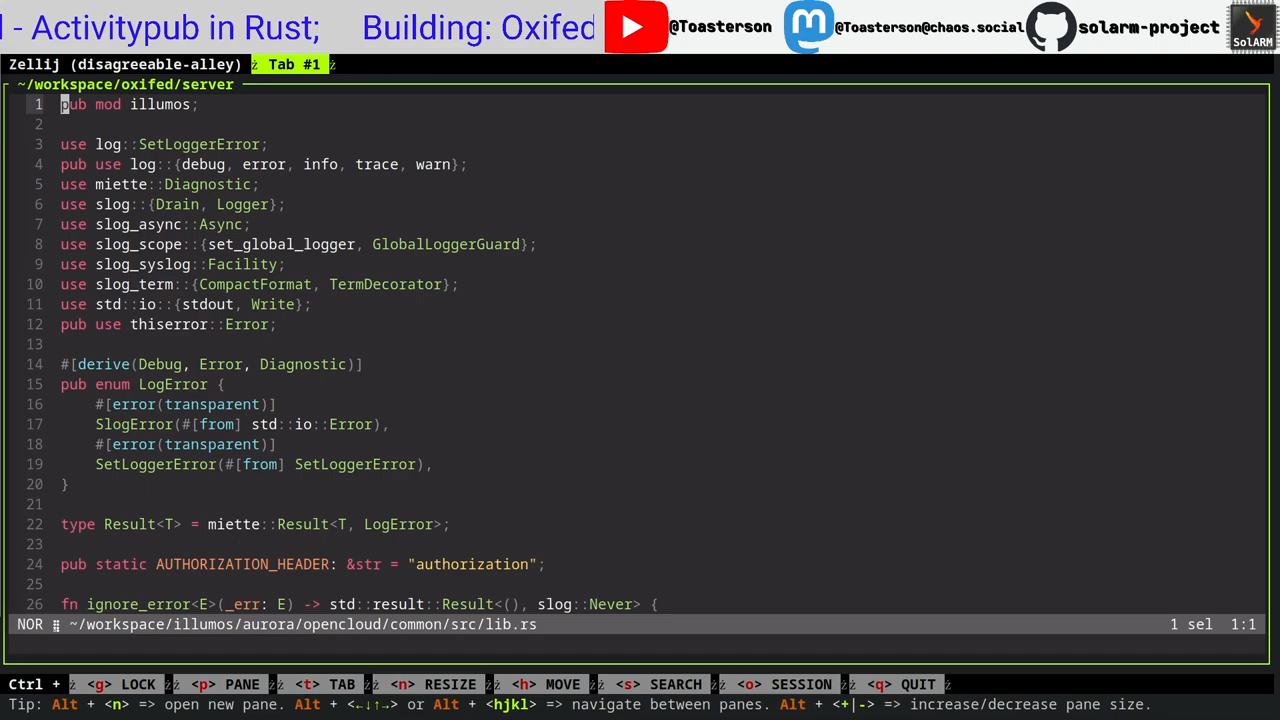 - Activitypub in Rust; Building: Oxifed
@Toasterson
@Toasterson@chaos.social
solarm-project
SolARM
Zellij (disagreeable-alley) Tab #1
~/workspace/oxifed/server
1 pub mod illumos;
2
3 use log::SetLoggerError;
4 pub use log::{debug, error, info, trace, warn};
5 use miette::Diagnostic;
6 use slog::{Drain, Logger};
7 use slog_async::Async;
8 use slog_scope::{set_global_logger, GlobalLoggerGuard};
9 use slog_syslog::Facility;
10 use slog_term::{CompactFormat, TermDecorator};
11 use std::io::{stdout, Write};
12 pub use thiserror::Error;
13
14 #[derive(Debug, Error, Diagnostic)]
15 pub enum LogError {
16 #[error(transparent)]
17 SlogError(#[from] std::io::Error),
18 #[error(transparent)]
19 SetLoggerError(#[from] SetLoggerError),
20 }
21
22 type Result<T> = miette::Result<T, LogError>;
23
24 pub static AUTHORIZATION_HEADER: &str = "authorization";
25
26 fn ignore_error<E>(_err: E) -> std::result::Result<(), slog::Never> {
NOR ~/workspace/illumos/aurora/opencloud/common/src/lib.rs 1 sel 1:1
Ctrl + <g> LOCK <p> PANE <t> TAB <n> RESIZE <h> MOVE <s> SEARCH <o> SESSION <q> QUIT
Tip: Alt + <n> => open new pane. Alt + <←↓↑→> or Alt + <hjkl> => navigate between panes. Alt + <+|-> => increase/decrease pane size.